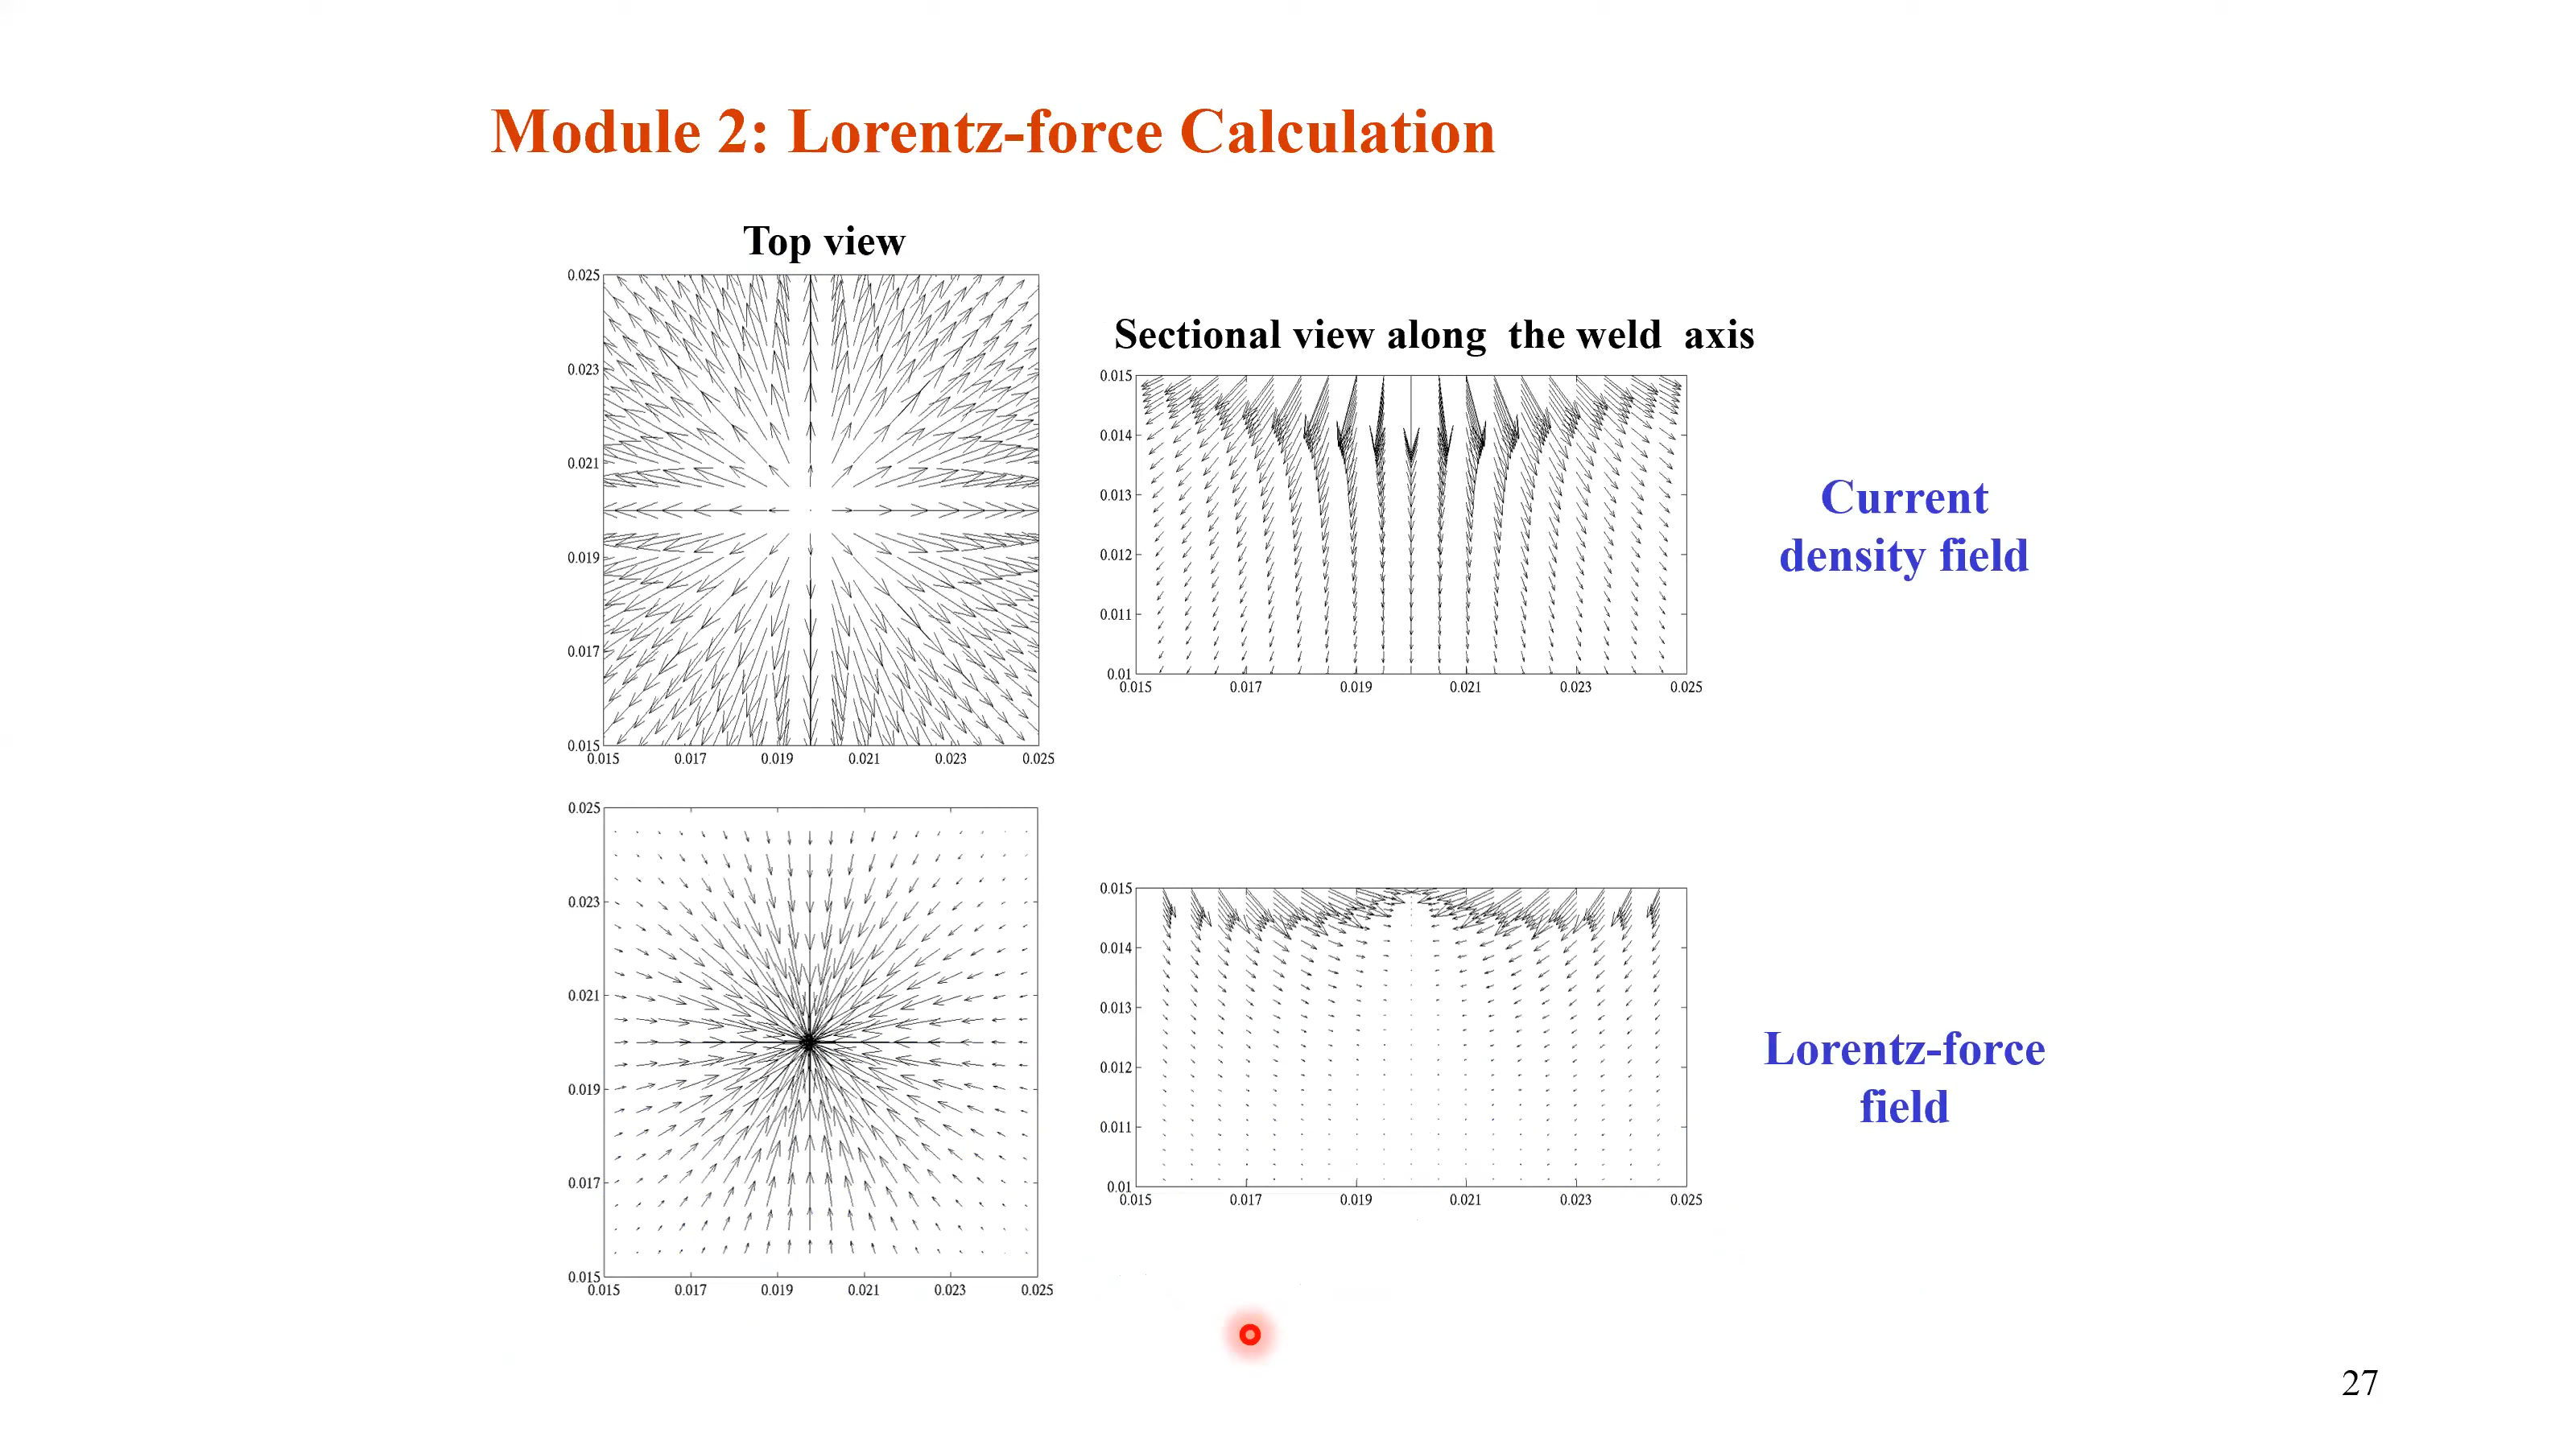 Module 2: Lorentz-force Calculation
Top view
0.025
0.023
0.021
0.019
0.017
0.015
0.015 0.017 0.019 0.021 0.023 0.025
Sectional view along the weld axis
0.015
0.014
0.013
0.012
0.011
0.01
0.015 0.017 0.019 0.021 0.023 0.025
Current
density field
0.025
0.023
0.021
0.019
0.017
0.015
0.015 0.017 0.019 0.021 0.023 0.025
0.015
0.014
0.013
0.012
0.011
0.01
0.015 0.017 0.019 0.021 0.023 0.025
Lorentz-force
field
27